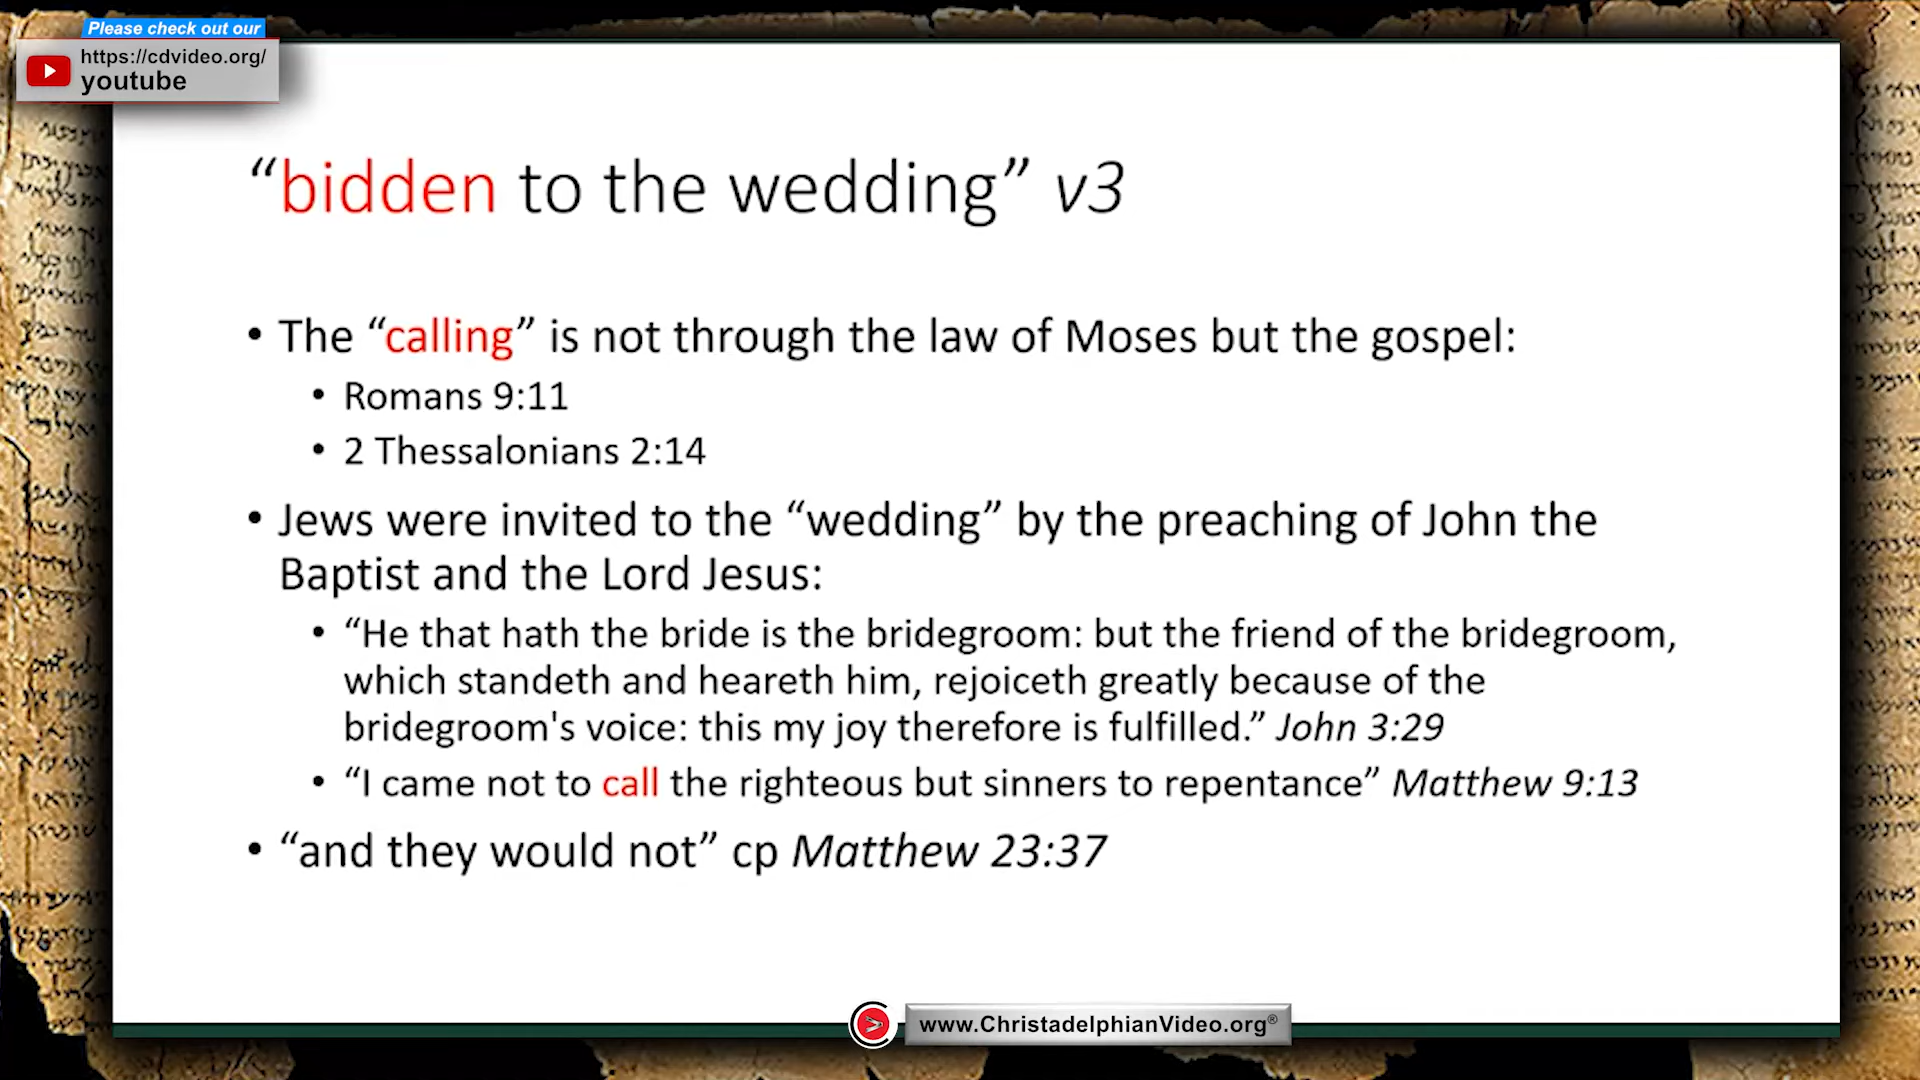 Please check out our
https://cdvideo.org/
youtube
“bidden to the wedding” v3
• The “calling” is not through the law of Moses but the gospel:
• Romans 9:11
• 2 Thessalonians 2:14
• Jews were invited to the “wedding” by the preaching of John the
Baptist and the Lord Jesus:
• “He that hath the bride is the bridegroom: but the friend of the bridegroom,
which standeth and heareth him, rejoiceth greatly because of the
bridegroom's voice: this my joy therefore is fulfilled.” John 3:29
• “I came not to call the righteous but sinners to repentance” Matthew 9:13
• “and they would not” cp Matthew 23:37
www.ChristadelphianVideo.org®